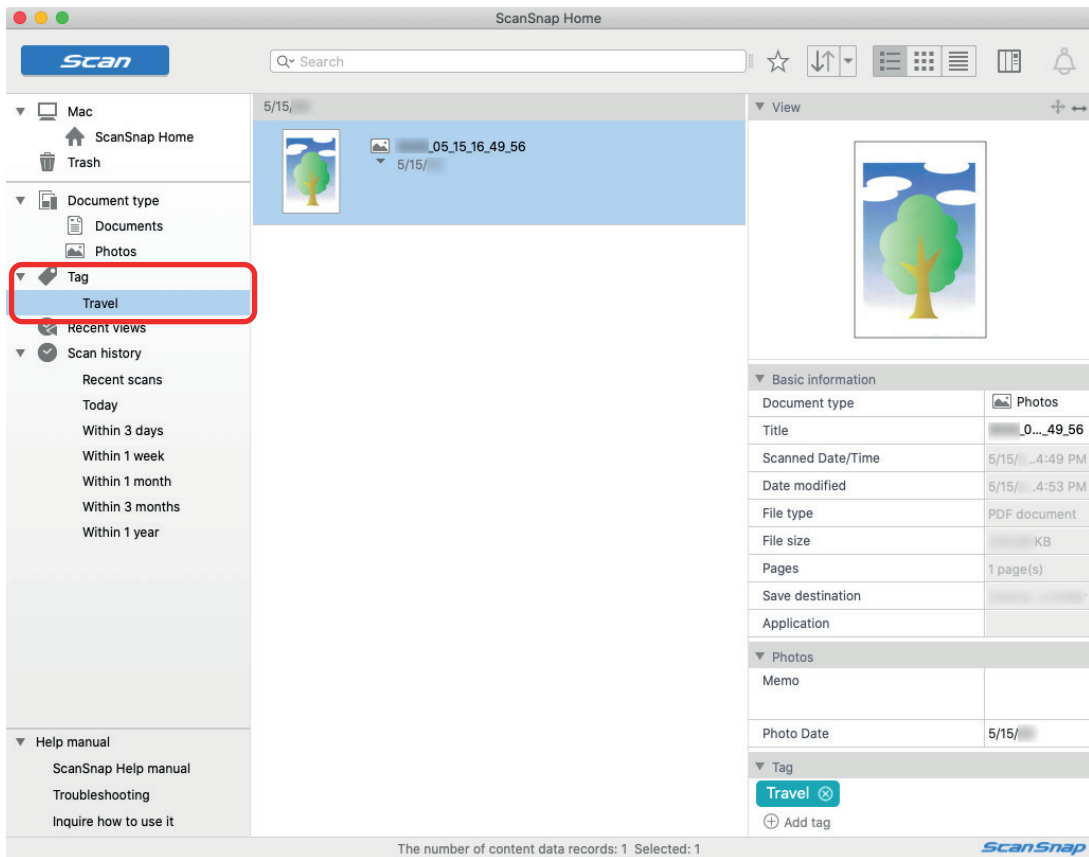 ScanSnap Home
Scan
Search
Mac
ScanSnap Home
Trash
Document type
Documents
Photos
Tag
Travel
Recent views
Scan history
Recent scans
Today
Within 3 days
Within 1 week
Within 1 month
Within 3 months
Within 1 year
Help manual
ScanSnap Help manual
Troubleshooting
Inquire how to use it
5/15/
_05_15_16_49_56
5/15/
View
Basic information
Document type Photos
Title _0..._49_56
Scanned Date/Time 5/15/ ..4:49 PM
Date modified 5/15/ ..4:53 PM
File type PDF document
File size KB
Pages 1 page(s)
Save destination
Application
Photos
Memo
Photo Date 5/15/
Tag
Travel
Add tag
The number of content data records: 1 Selected: 1
ScanSnap